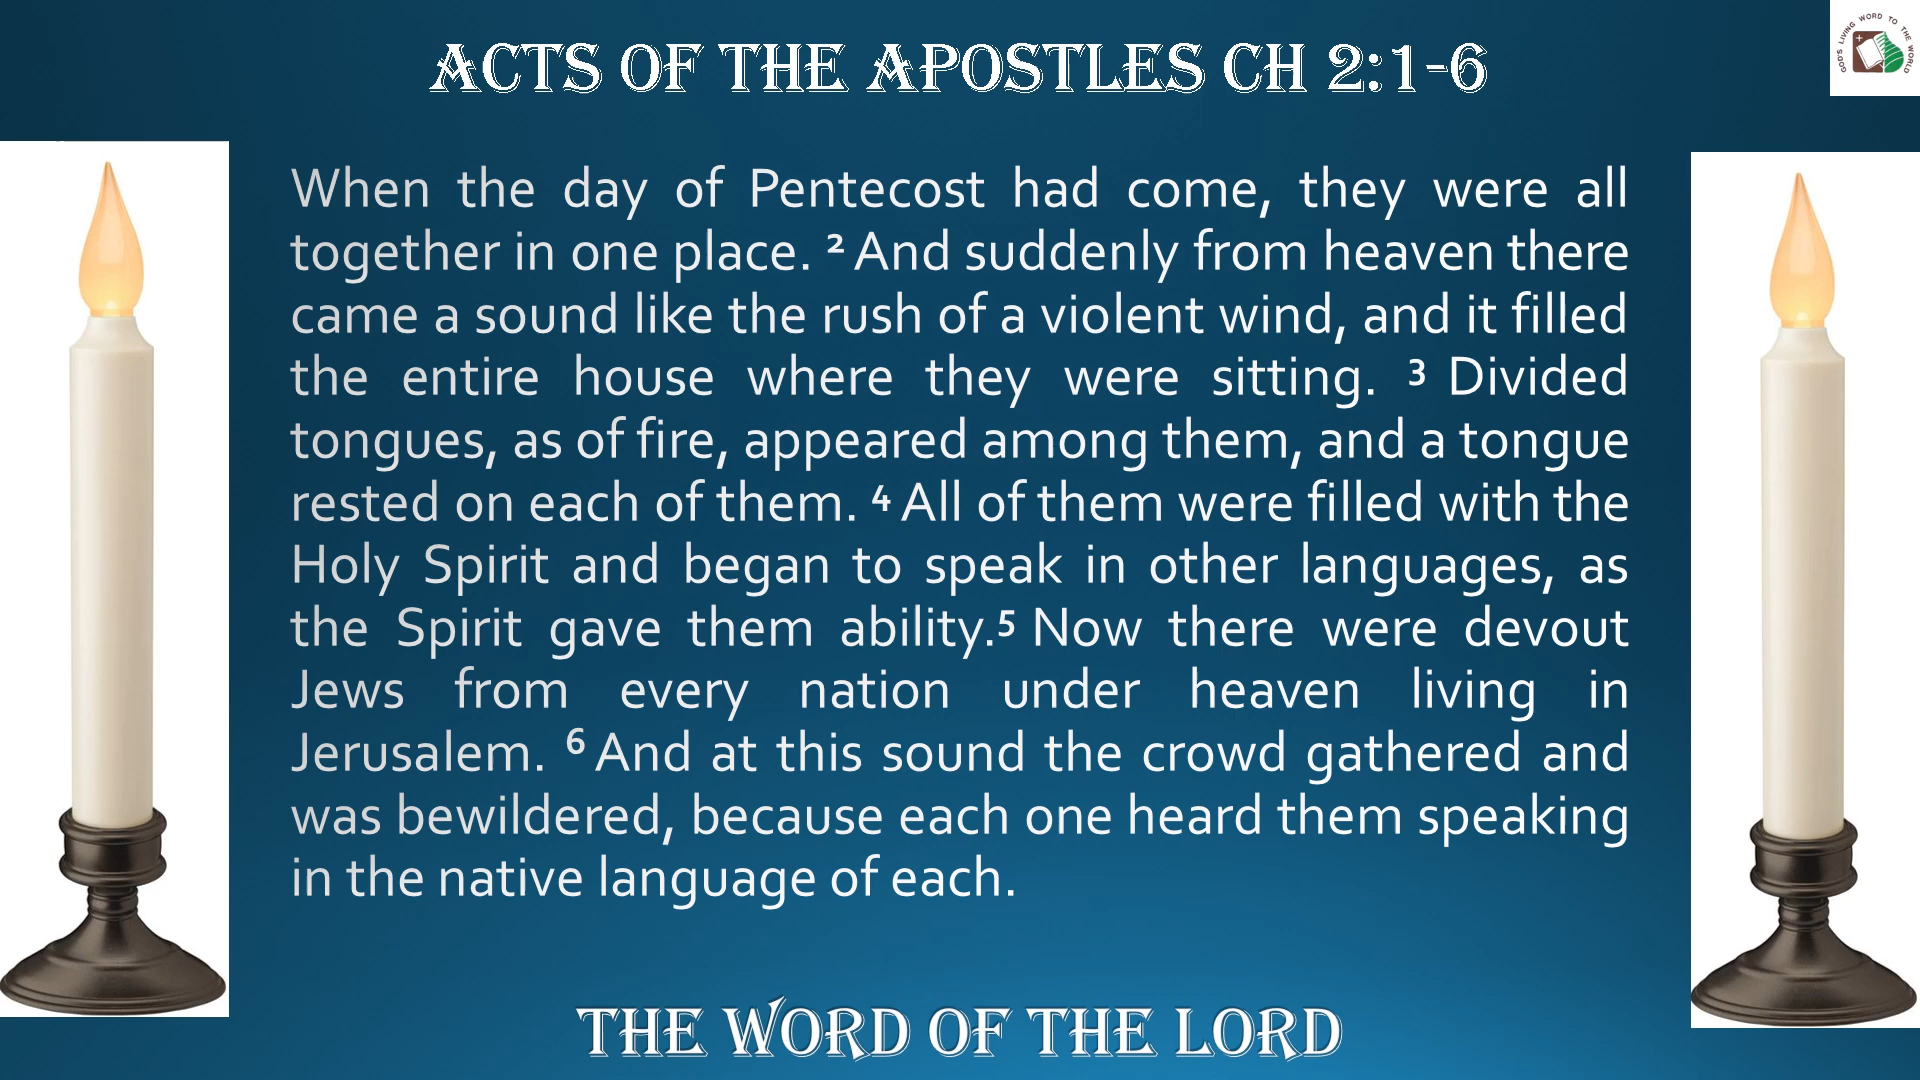 ACTS OF THE APOSTLES CH 2:1-6
GOD'S LIVING WORD TO THE WORLD
When the day of Pentecost had come, they were all
together in one place. ² And suddenly from heaven there
came a sound like the rush of a violent wind, and it filled
the entire house where they were sitting. ³ Divided
tongues, as of fire, appeared among them, and a tongue
rested on each of them. ⁴ All of them were filled with the
Holy Spirit and began to speak in other languages, as
the Spirit gave them ability.⁵ Now there were devout
Jews from every nation under heaven living in
Jerusalem. ⁶ And at this sound the crowd gathered and
was bewildered, because each one heard them speaking
in the native language of each.
THE WORD OF THE LORD